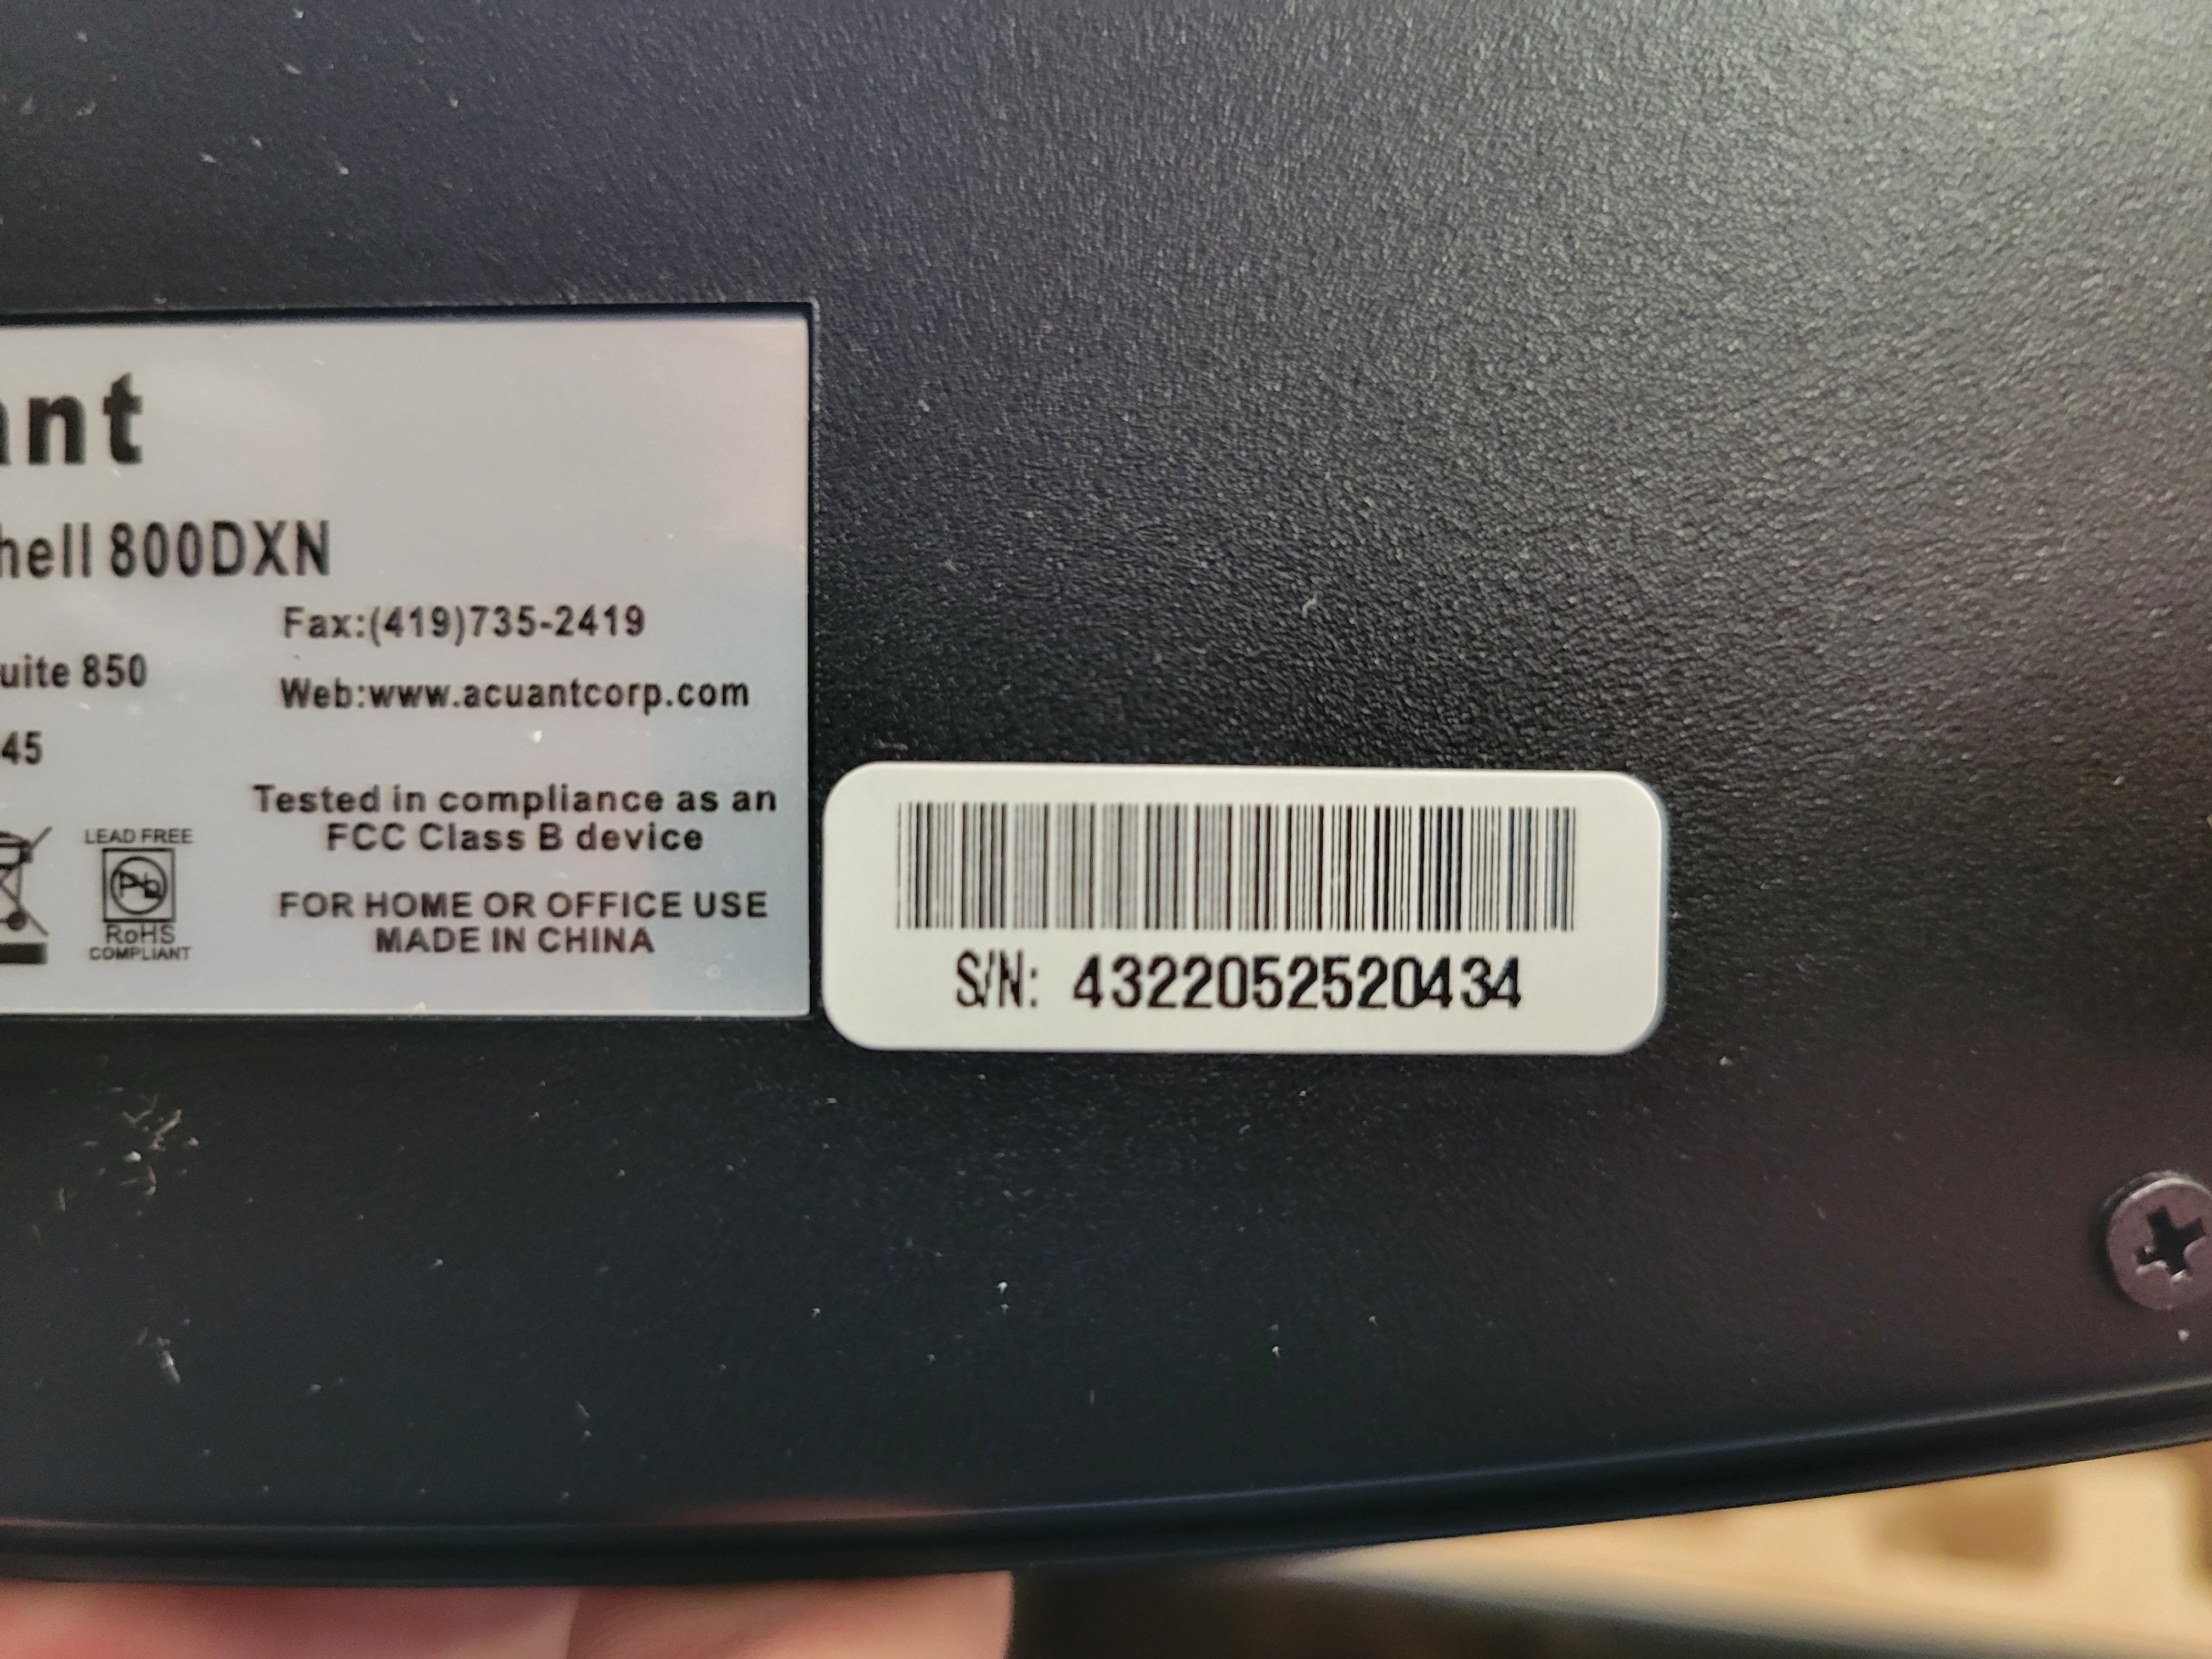 ant
hell 800DXN
Fax:(419)735-2419
uite 850
Web:www.acuantcorp.com
45
Tested in compliance as an
FCC Class B device
LEAD FREE
Pb
RoHS
COMPLIANT
FOR HOME OR OFFICE USE
MADE IN CHINA
S/N: 4322052520434